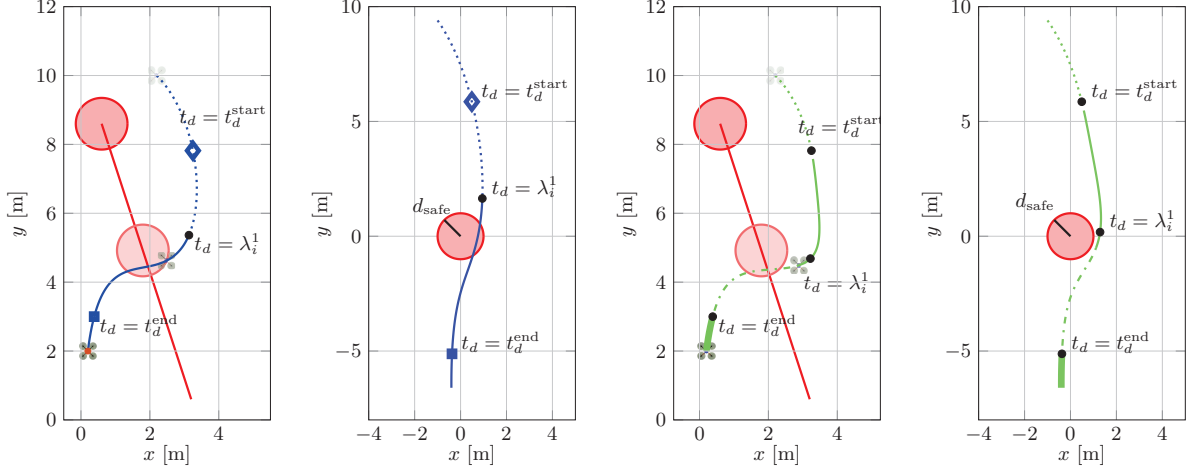 12
10
8
6
4
2
0
y [m]
0
2
4
x [m]
t_d = t_d^start
t_d = λ_i^1
t_d = t_d^end
10
5
0
−5
y [m]
−4
−2
0
2
4
x [m]
t_d = t_d^start
t_d = λ_i^1
d_safe
t_d = t_d^end
12
10
8
6
4
2
0
y [m]
0
2
4
x [m]
t_d = t_d^start
t_d = λ_i^1
t_d = t_d^end
10
5
0
−5
y [m]
−4
−2
0
2
4
x [m]
t_d = t_d^start
d_safe
t_d = λ_i^1
t_d = t_d^end